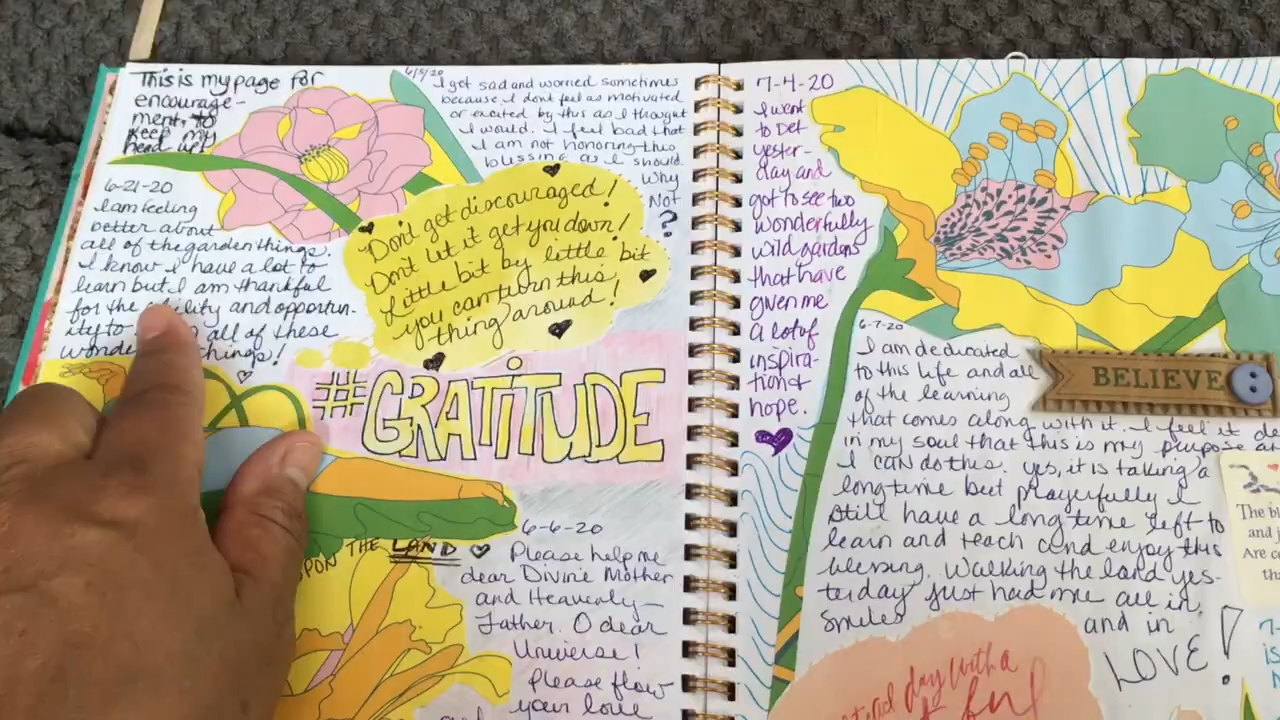 This is my page for
encourage-
ment, to
keep my
head up!
6-21-20
I am feeling
better about
all of the garden things.
I know I have a lot to
learn but I am thankful
for the ability and opportun-
ity to all of these
things!
6/5/20
I get sad and worried sometimes
because I dont feel as motivated
or excited by this as I thought
I would. I feel bad that
I am not honoring this
blessing as I should.
Why
Not
?
Don't get discouraged!
Don't let it get you down!
Little bit by little bit
you can turn this
thing around!
#GRATITUDE
UPON THE LAND
6-6-20
Please help me
dear Divine Mother
and Heavenly
Father. O dear
Universe!
Please flow
your love
7-4-20
I went
to Det
yester-
day and
got to see two
wonderfully
wild gardens
that have
given me
a lot of
inspira-
tion &
hope.
6-7-20
I am dedicated
to this life and all
of the learning
that comes along with it. I feel it
in my soul that this is my purpose
I can do this. Yes, it is taking a
long time but prayerfully I
still have a long time left to
learn and teach and enjoy this
blessing. Walking the land yes-
terday just had me all in
smiles and in
LOVE!
BELIEVE
The
and
Are
day with a